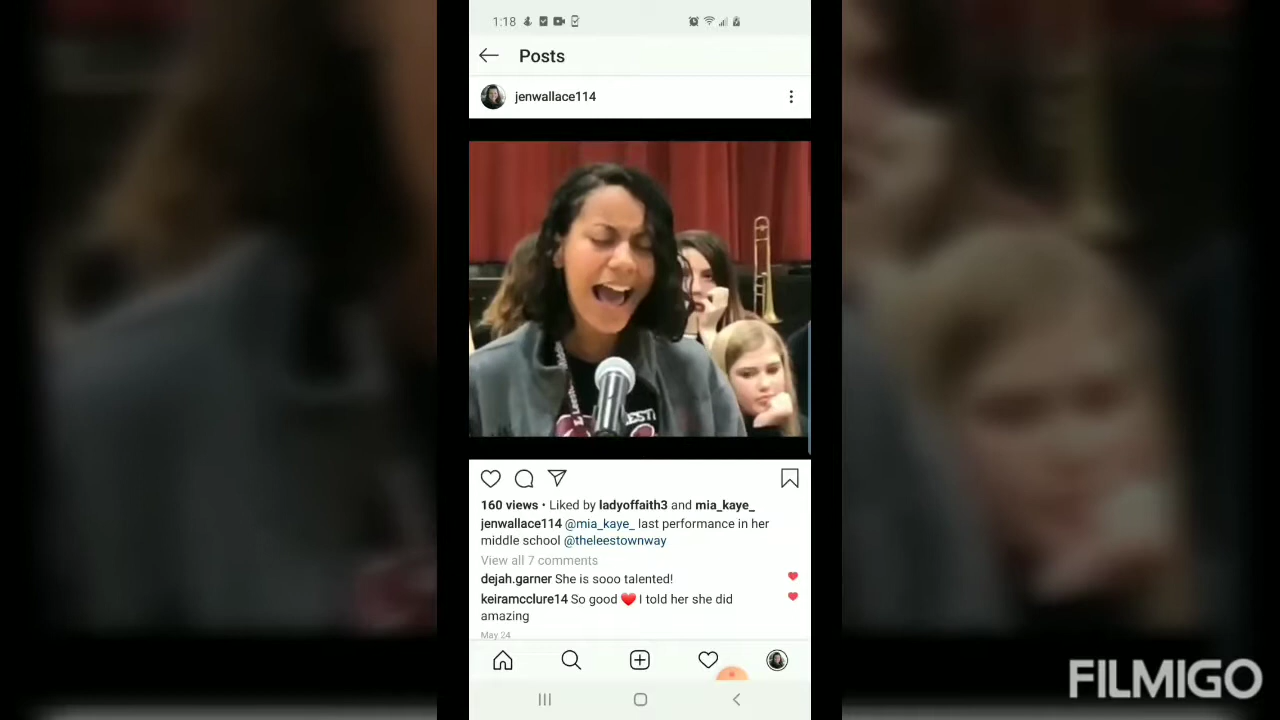 1:18
Posts
jenwallace114
ESTI
160 views • Liked by ladyoffaith3 and mia_kaye_
jenwallace114 @mia_kaye_ last performance in her
middle school @theleestownway
View all 7 comments
dejah.garner She is sooo talented!
keiramcclure14 So good ❤️ I told her she did
amazing
May 24
FILMIGO